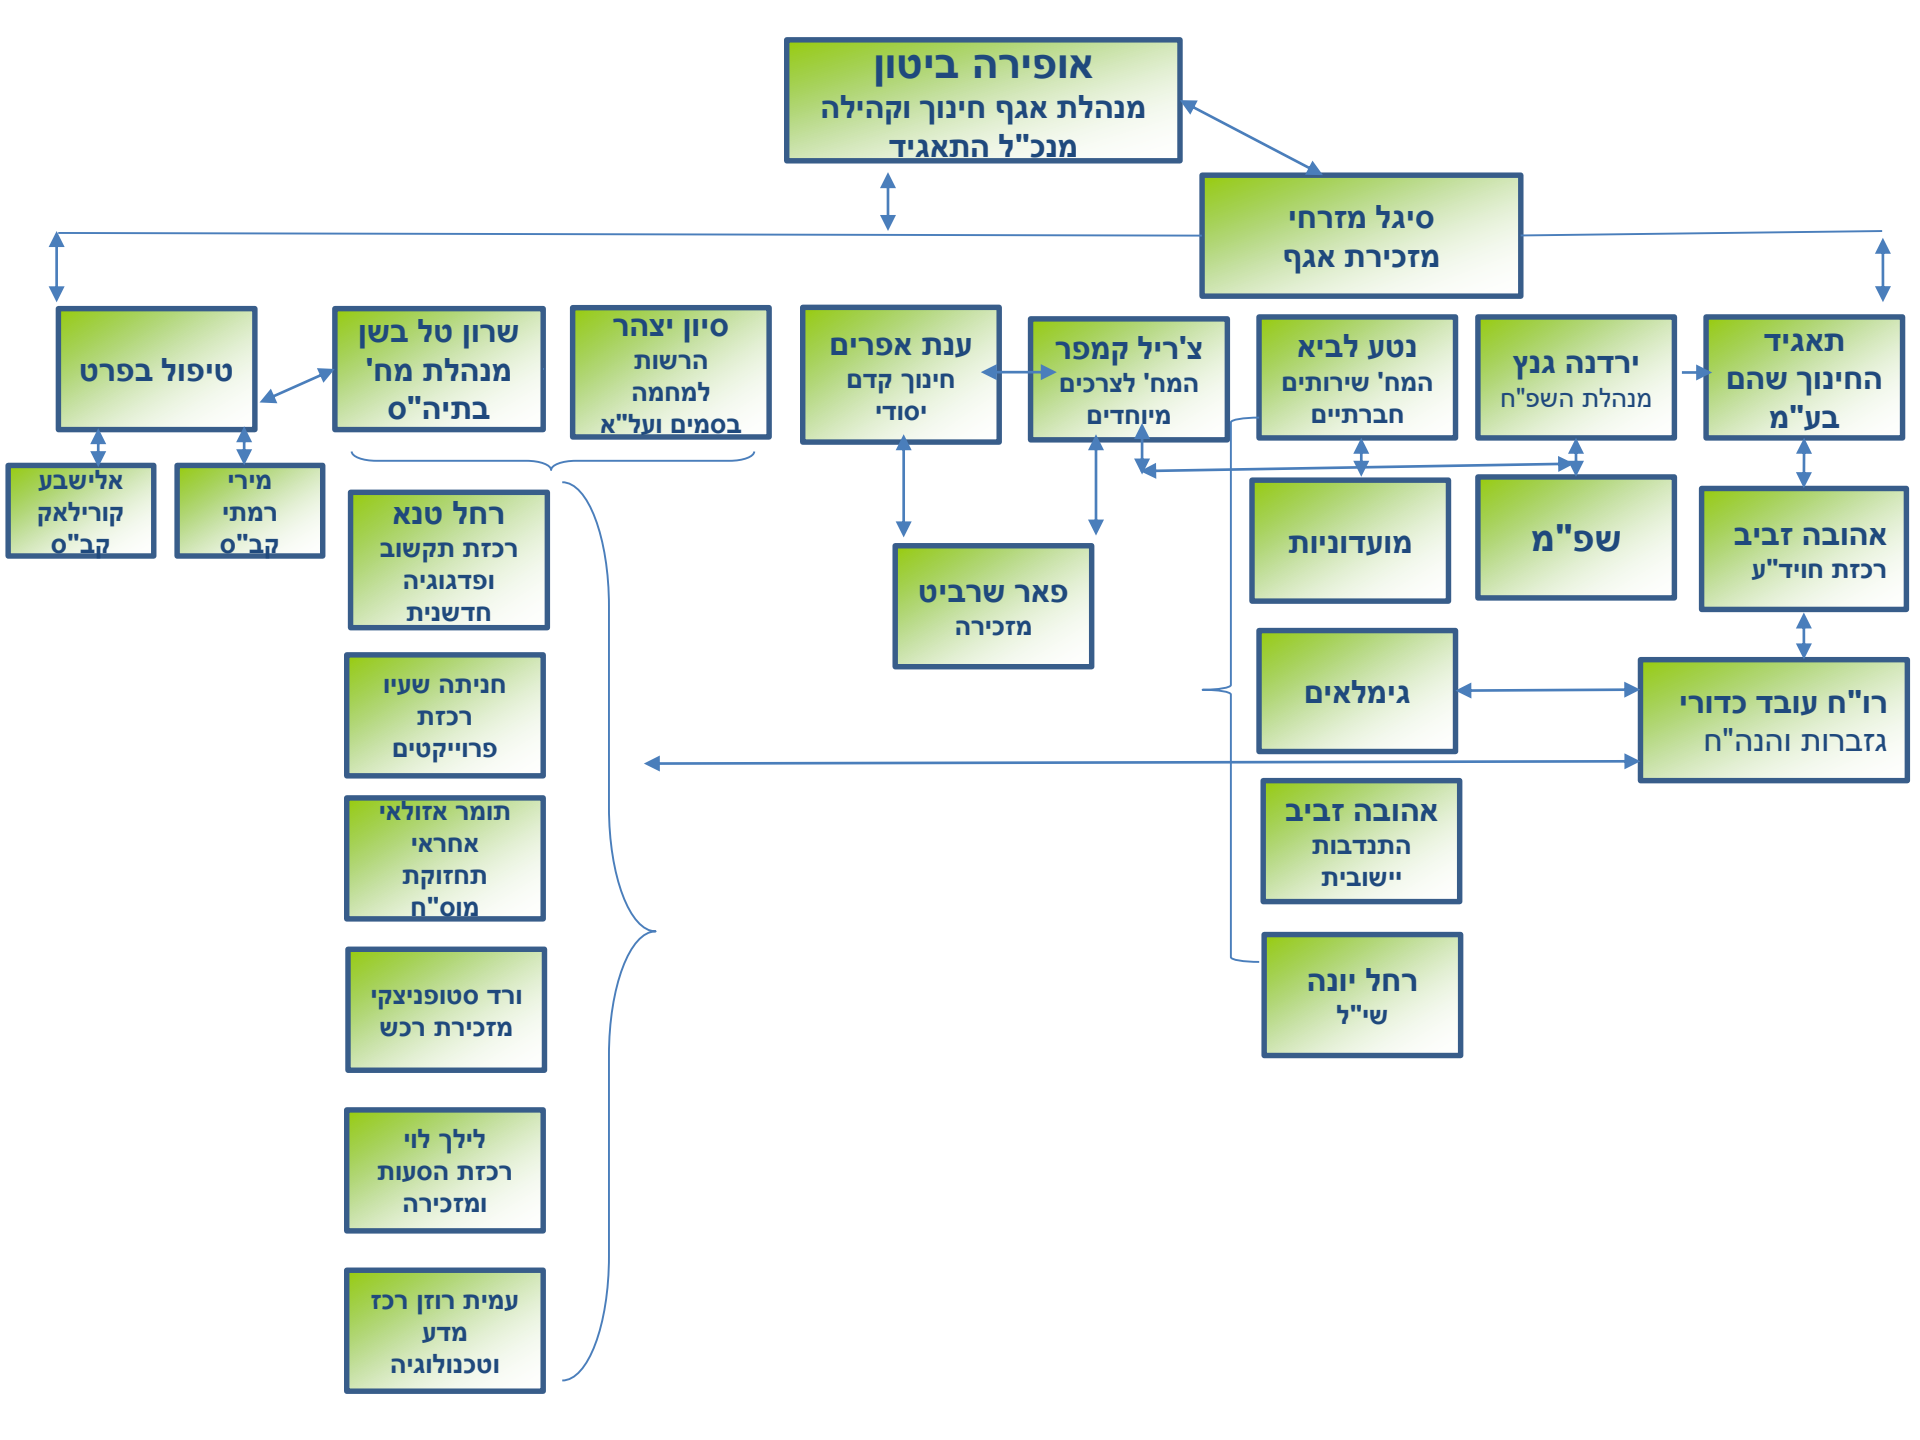 אופירה ביטון
מנהלת אגף חינוך וקהילה
מנכ"ל התאגיד
סיגל מזרחי
מזכירת אגף
תאגיד
החינוך שהם
בע"מ
ירדנה גנץ
מנהלת השפ"ח
נטע לביא
המח' שירותים
חברתיים
צ'ריל קמפר
המח' לצרכים
מיוחדים
ענת אפרים
חינוך קדם
יסודי
סיון יצהר
הרשות
למחמה
בסמים ועל"א
שרון טל בשן
מנהלת מח'
בתיה"ס
טיפול בפרט
אהובה זביב
רכזת חויד"ע
שפ"מ
מועדוניות
פאר שרביט
מזכירה
רחל טנא
רכזת תקשוב
ופדגוגיה
חדשנית
מירי
רמתי
קב"ס
אלישבע
קורילאק
קב"ס
רו"ח עובד כדורי
גזברות והנה"ח
גימלאים
חניתה שעיו
רכזת
פרוייקטים
אהובה זביב
התנדבות
יישובית
תומר אזולאי
אחראי
תחזוקת
מוס"ח
רחל יונה
שי"ל
ורד סטופניצקי
מזכירת רכש
לילך לוי
רכזת הסעות
ומזכירה
עמית רוזן רכז
מדע
וטכנולוגיה